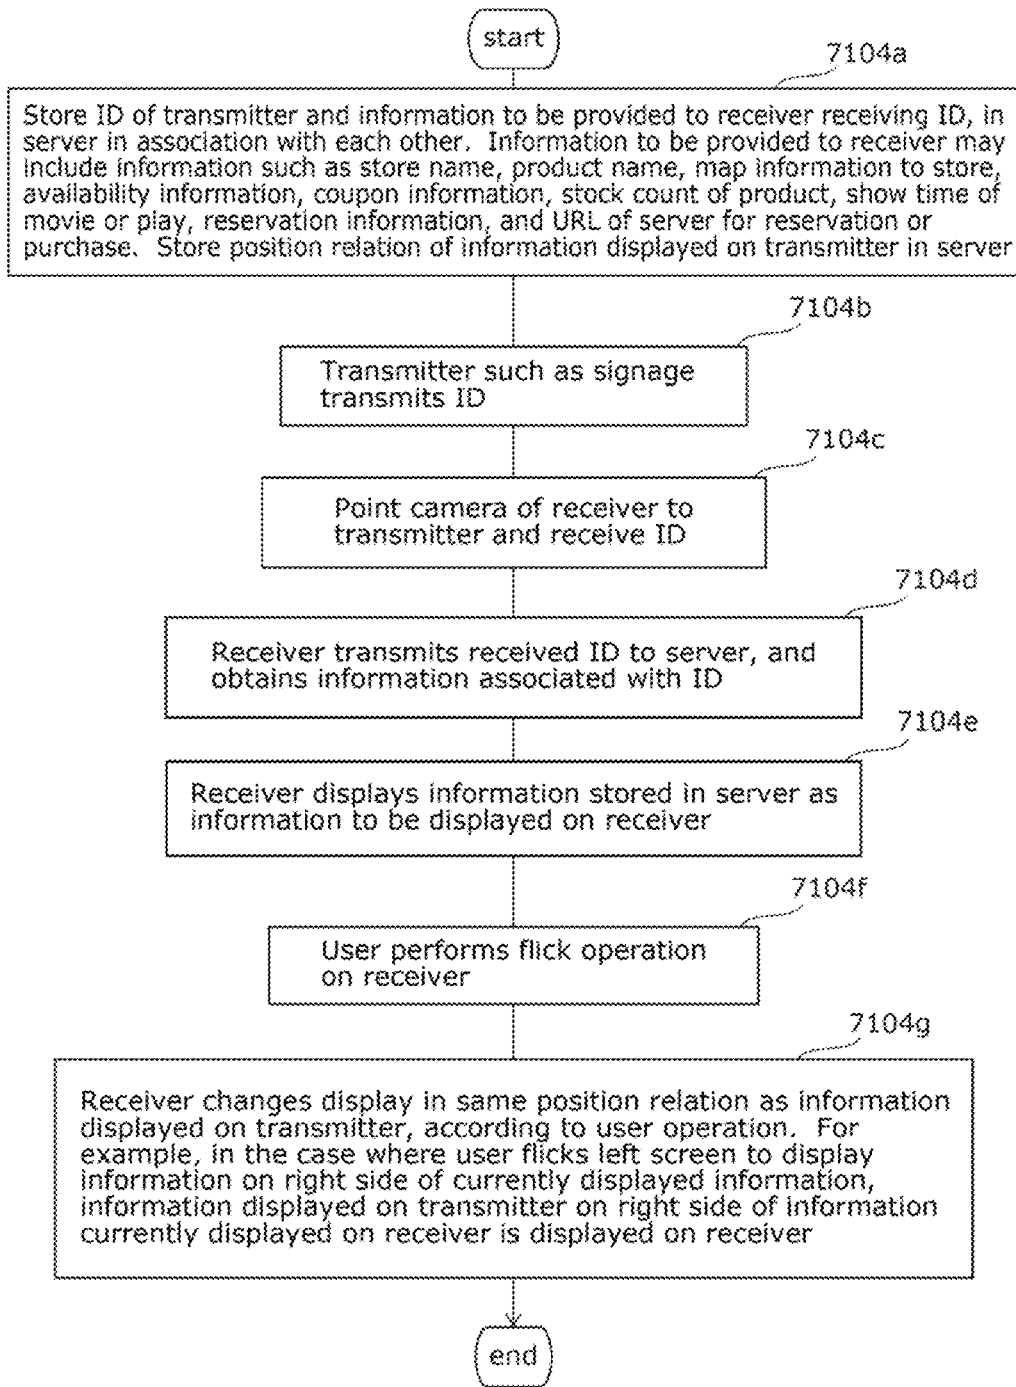 start
7104a
Store ID of transmitter and information to be provided to receiver receiving ID, in
server in association with each other.  Information to be provided to receiver may
include information such as store name, product name, map information to store,
availability information, coupon information, stock count of product, show time of
movie or play, reservation information, and URL of server for reservation or
purchase.  Store position relation of information displayed on transmitter in server
7104b
Transmitter such as signage
transmits ID
7104c
Point camera of receiver to
transmitter and receive ID
7104d
Receiver transmits received ID to server, and
obtains information associated with ID
7104e
Receiver displays information stored in server as
information to be displayed on receiver
7104f
User performs flick operation
on receiver
7104g
Receiver changes display in same position relation as information
displayed on transmitter, according to user operation.  For
example, in the case where user flicks left screen to display
information on right side of currently displayed information,
information displayed on transmitter on right side of information
currently displayed on receiver is displayed on receiver
end